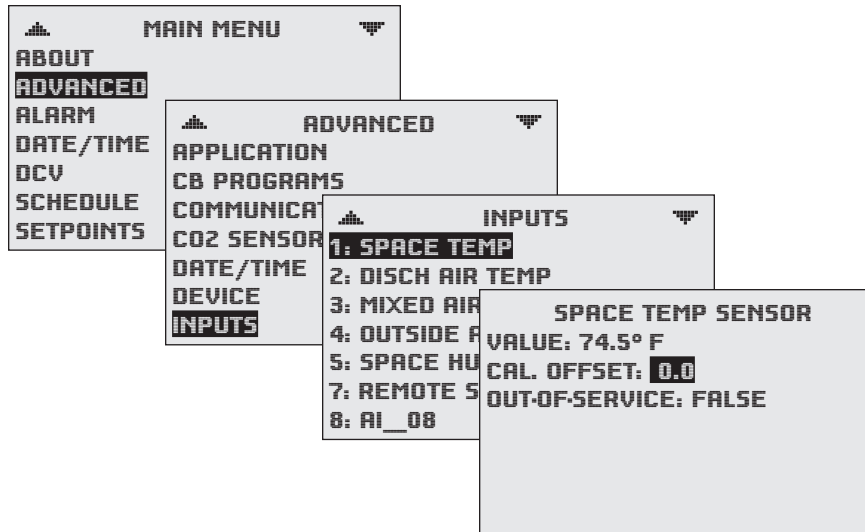 MAIN MENU
ABOUT
ADVANCED
ALARM
DATE/TIME
DCV
SCHEDULE
SETPOINTS
ADVANCED
APPLICATION
CB PROGRAMS
CO2 SENSOR
DATE/TIME
DEVICE
INPUTS
INPUTS
1: SPACE TEMP
2: DISCH AIR TEMP
3: MIXED AIR
4: OUTSIDE
5: SPACE
7: REMOTE
8: AI__08
SPACE TEMP SENSOR
VALUE: 74.5° F
CAL. OFFSET: 0.0
OUT-OF-SERVICE: FALSE